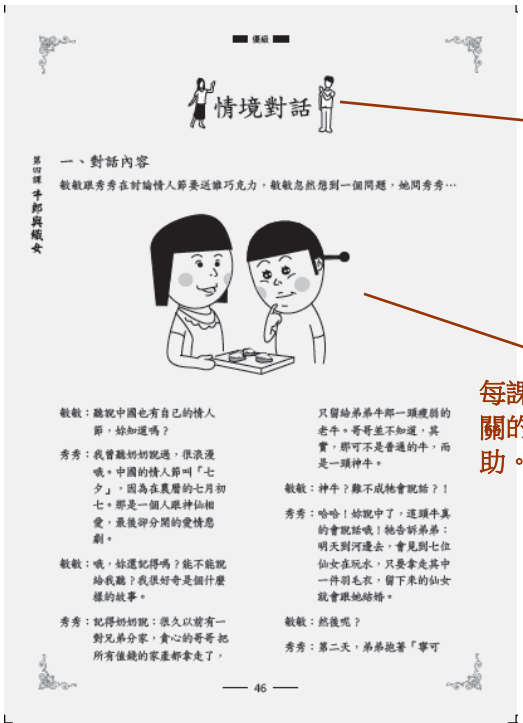 優級
情境對話
第四課 牛郎與織女
一、對話內容
敏敏跟秀秀在討論情人節要送誰巧克力,敏敏忽然想到一個問題,她問秀秀…
敏敏:聽說中國也有自己的情人
節,妳知道嗎?
秀秀:我曾聽奶奶說過,很浪漫
哦。中國的情人節叫「七
夕」,因為在農曆的七月初
七。那是一個人跟神仙相
愛,最後卻分開的愛情悲
劇。
敏敏:哦,妳還記得嗎?能不能說
給我聽?我很好奇是個什麼
樣的故事。
秀秀:記得奶奶說:很久以前有一
對兄弟分家,貪心的哥哥把
所有值錢的家產都拿走了,
只留給弟弟牛郎一頭瘦弱的
老牛。哥哥並不知道,其
實,那可不是普通的牛,而
是一頭神牛。
敏敏:神牛?難不成牠會說話?!
秀秀:哈哈!妳說中了,這頭牛真
的會說話哦!牠告訴弟弟:
明天到河邊去,會見到七位
仙女在玩水,只要拿走其中
一件羽毛衣,留下來的仙女
就會跟她結婚。
敏敏:然後呢?
秀秀:第二天,弟弟抱著「寧可
46
每課
關的
助。